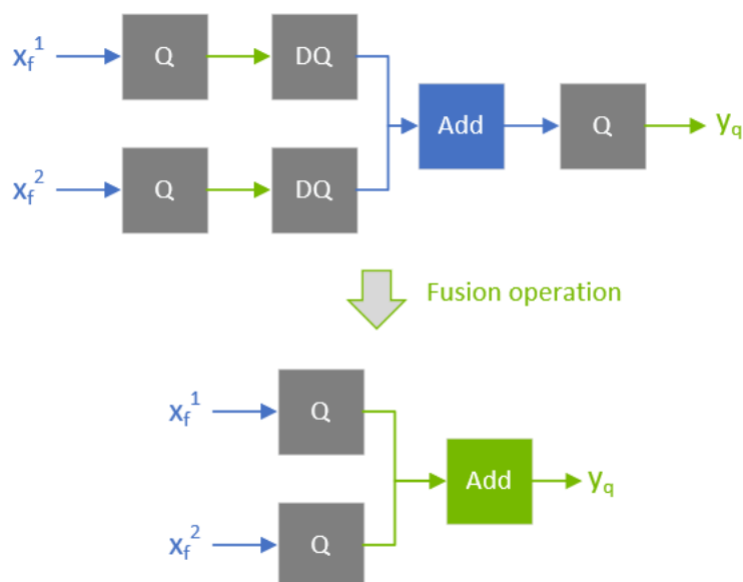 x_f^1 Q DQ
Add Q y_q
x_f^2 Q DQ
Fusion operation
x_f^1 Q
Add y_q
x_f^2 Q